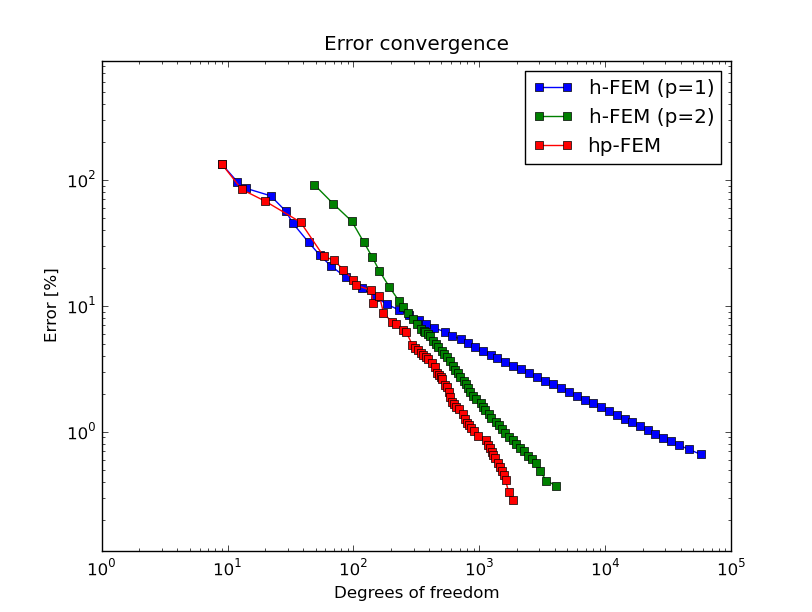 Error convergence
h-FEM (p=1)
h-FEM (p=2)
hp-FEM
Error [%]
10²
10¹
10⁰
10⁰ 10¹ 10² 10³ 10⁴ 10⁵
Degrees of freedom